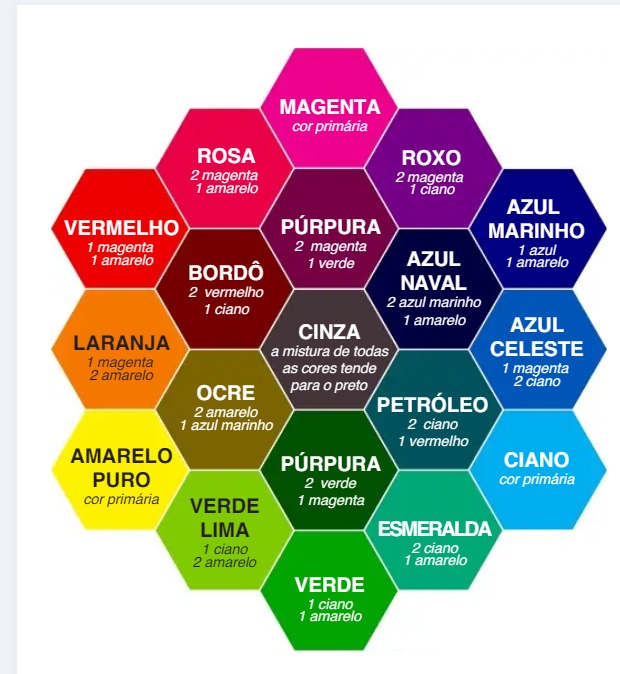 MAGENTA
cor primária
ROSA
2 magenta
1 amarelo
ROXO
2 magenta
1 ciano
VERMELHO
1 magenta
1 amarelo
PÚRPURA
2 magenta
1 verde
AZUL
MARINHO
1 azul
1 amarelo
BORDÔ
2 vermelho
1 ciano
AZUL
NAVAL
2 azul marinho
1 amarelo
LARANJA
1 magenta
2 amarelo
CINZA
a mistura de todas
as cores tende
para o preto
AZUL
CELESTE
1 magenta
2 ciano
OCRE
2 amarelo
1 azul marinho
PETRÓLEO
2 ciano
1 vermelho
AMARELO
PURO
cor primária
PÚRPURA
2 verde
1 magenta
CIANO
cor primária
VERDE
LIMA
1 ciano
2 amarelo
ESMERALDA
2 ciano
1 amarelo
VERDE
1 ciano
1 amarelo